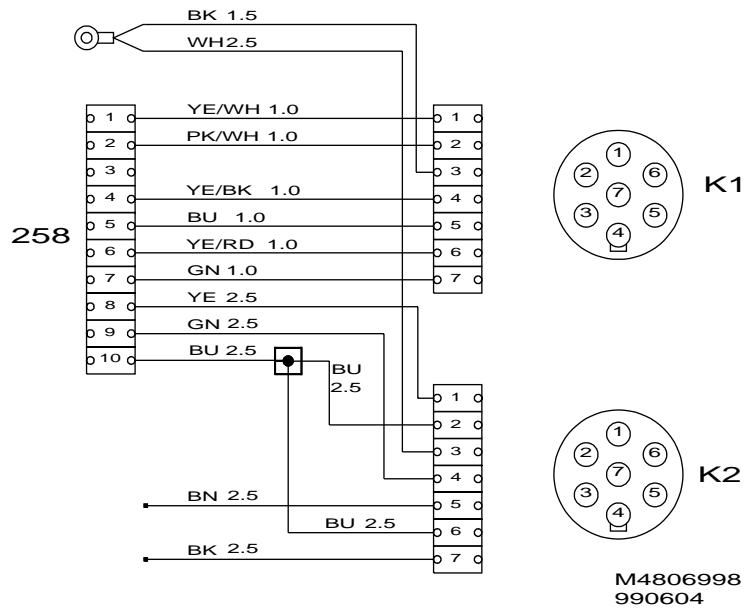 BK 1.5
WH2.5
YE/WH 1.0
1
1
PK/WH 1.0
2
2
3
3
YE/BK 1.0
4
4
BU 1.0
5
5
258
YE/RD 1.0
6
6
GN 1.0
7
7
YE 2.5
8
GN 2.5
9
BU 2.5
10
BU
2.5
1
2
3
4
BN 2.5
5
BU 2.5
6
BK 2.5
7
1
2
6
7
3
5
4
K1
1
2
6
7
3
5
4
K2
M4806998
990604